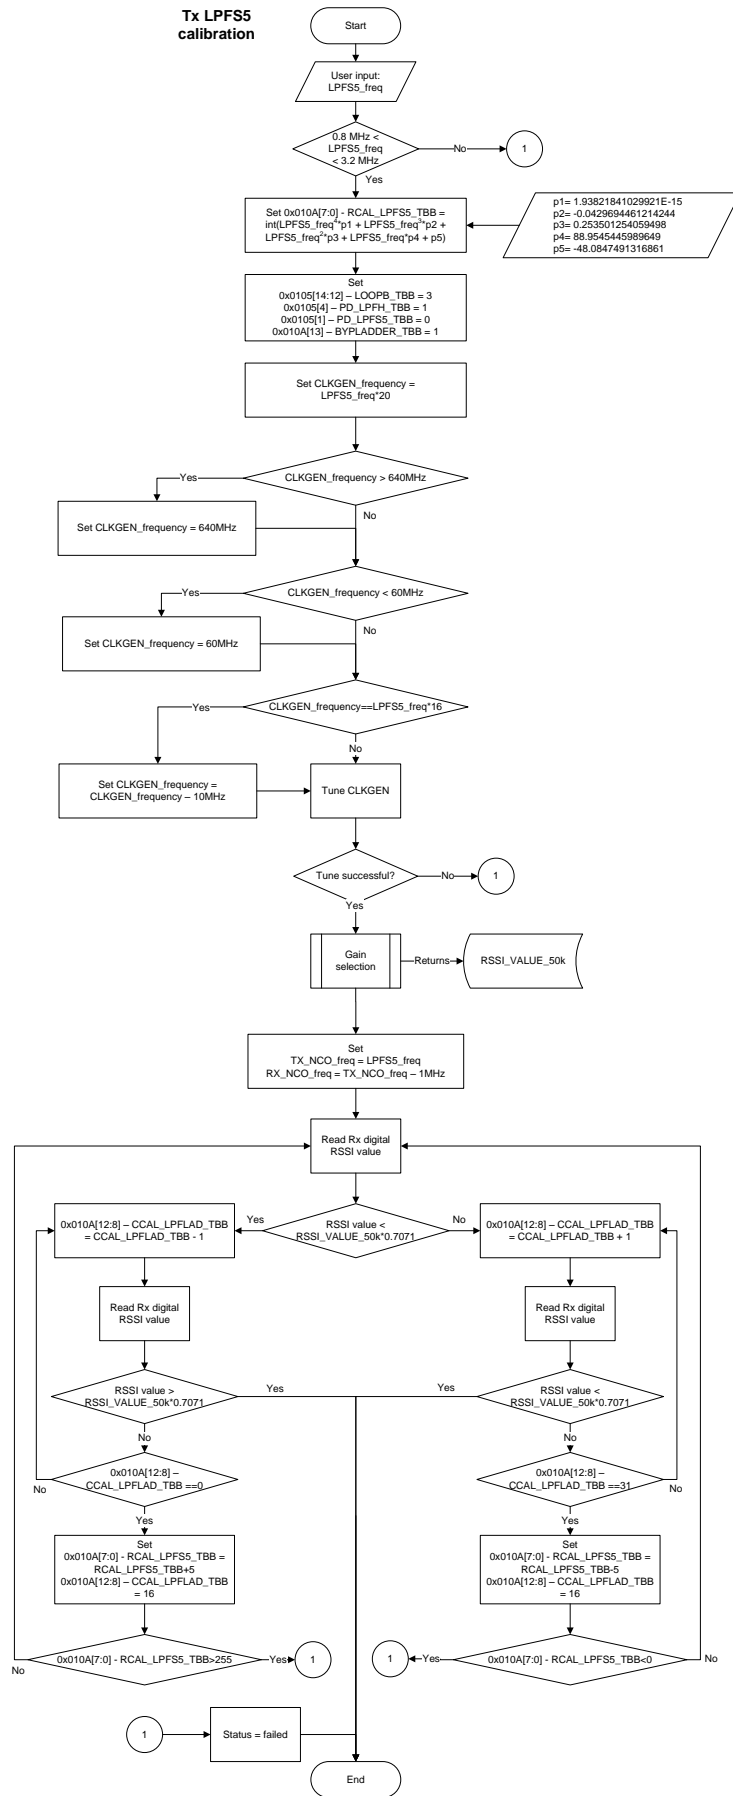 Tx LPFS5
calibration
Start
User input:
LPFS5_freq
0.8 MHz <
LPFS5_freq
< 3.2 MHz
No
1
Yes
Set 0x010A[7:0] - RCAL_LPFS5_TBB =
int(LPFS5_freq⁴*p1 + LPFS5_freq³*p2 +
LPFS5_freq²*p3 + LPFS5_freq*p4 + p5)
p1= 1.93821841029921E-15
p2= -0.0429694461214244
p3= 0.253501254059498
p4= 88.9545445989649
p5= -48.0847491316861
Set
0x0105[14:12] – LOOPB_TBB = 3
0x0105[4] – PD_LPFH_TBB = 1
0x0105[1] – PD_LPFS5_TBB = 0
0x010A[13] – BYPLADDER_TBB = 1
Set CLKGEN_frequency =
LPFS5_freq*20
CLKGEN_frequency > 640MHz
Yes
No
Set CLKGEN_frequency = 640MHz
CLKGEN_frequency < 60MHz
Yes
No
Set CLKGEN_frequency = 60MHz
CLKGEN_frequency==LPFS5_freq*16
Yes
No
Set CLKGEN_frequency =
CLKGEN_frequency – 10MHz
Tune CLKGEN
Tune successful?
No
1
Yes
Gain
selection
Returns
RSSI_VALUE_50k
Set
TX_NCO_freq = LPFS5_freq
RX_NCO_freq = TX_NCO_freq – 1MHz
Read Rx digital
RSSI value
RSSI value <
RSSI_VALUE_50k*0.7071
Yes
No
0x010A[12:8] – CCAL_LPFLAD_TBB
= CCAL_LPFLAD_TBB - 1
0x010A[12:8] – CCAL_LPFLAD_TBB
= CCAL_LPFLAD_TBB + 1
Read Rx digital
RSSI value
Read Rx digital
RSSI value
RSSI value >
RSSI_VALUE_50k*0.7071
Yes
Yes
RSSI value <
RSSI_VALUE_50k*0.7071
No
No
0x010A[12:8] –
CCAL_LPFLAD_TBB ==0
No
0x010A[12:8] –
CCAL_LPFLAD_TBB ==31
No
Yes
Yes
Set
0x010A[7:0] - RCAL_LPFS5_TBB =
RCAL_LPFS5_TBB+5
0x010A[12:8] – CCAL_LPFLAD_TBB
= 16
Set
0x010A[7:0] - RCAL_LPFS5_TBB =
RCAL_LPFS5_TBB-5
0x010A[12:8] – CCAL_LPFLAD_TBB
= 16
No
0x010A[7:0] - RCAL_LPFS5_TBB>255
Yes
1
1
Yes
0x010A[7:0] - RCAL_LPFS5_TBB<0
No
1
Status = failed
End